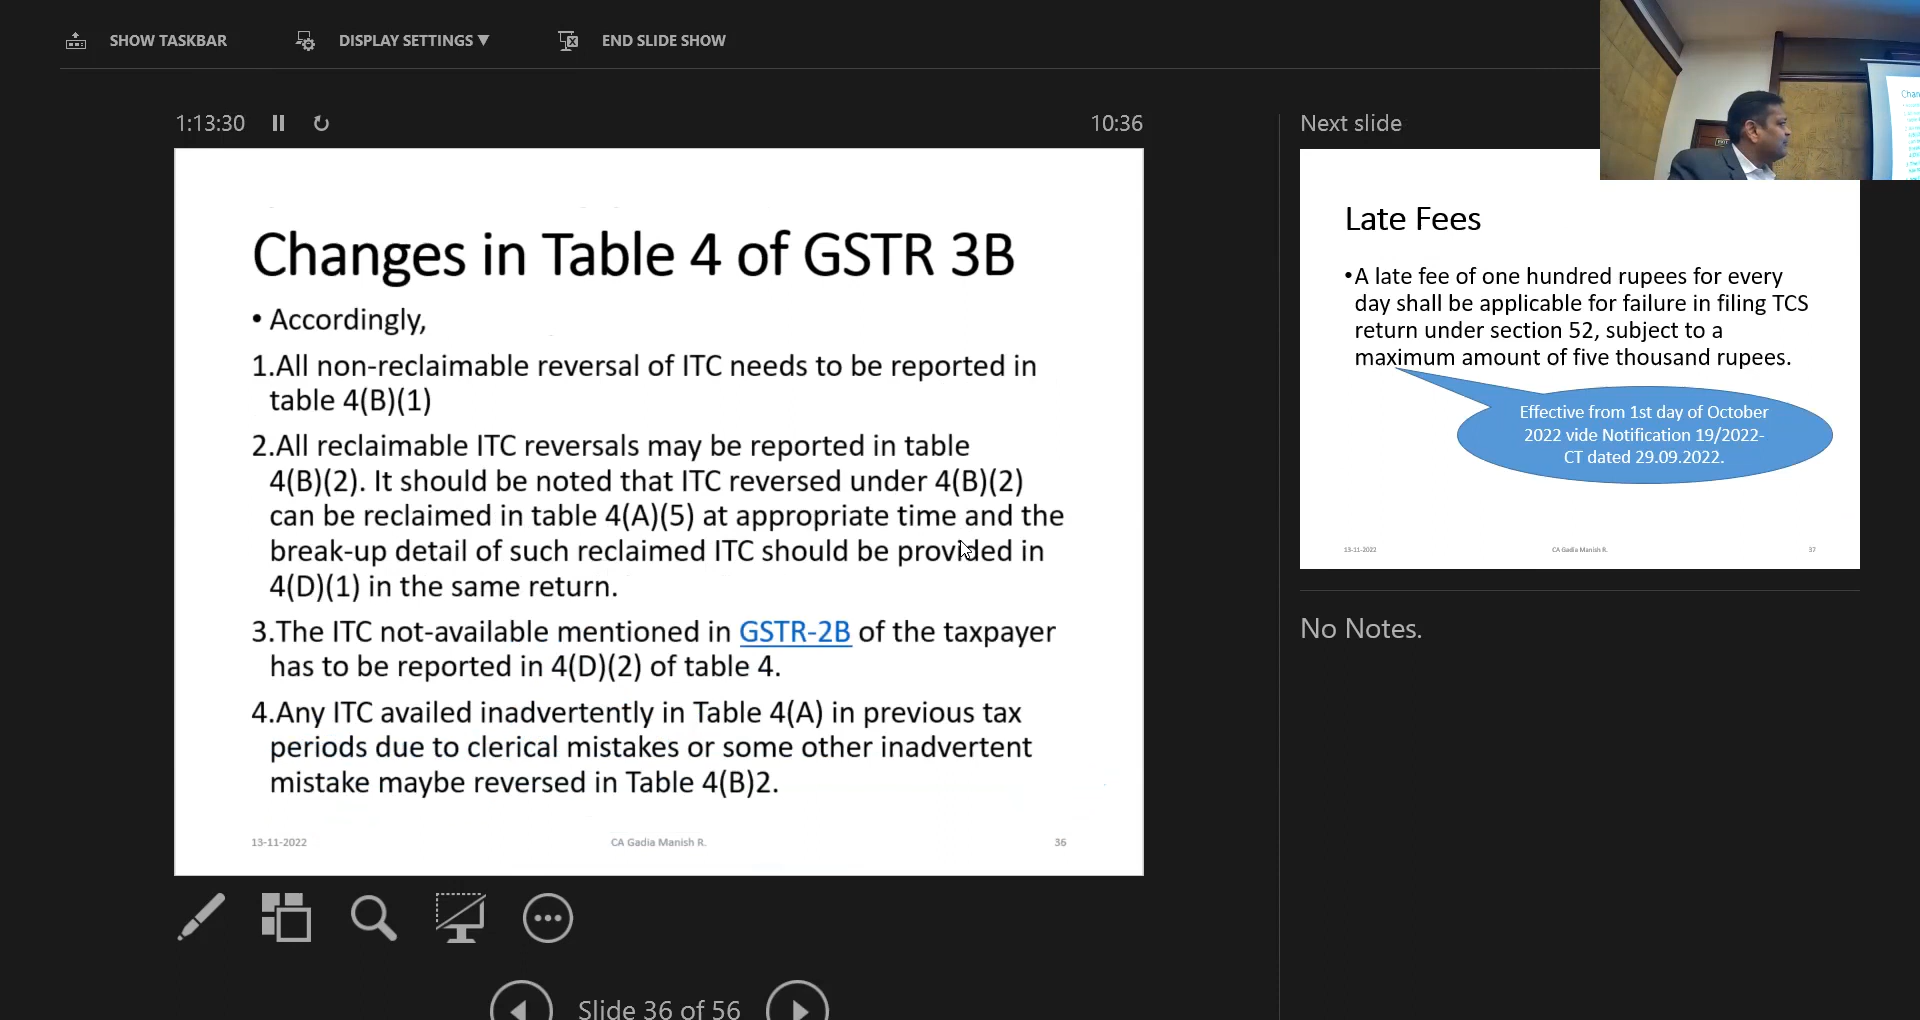 SHOW TASKBAR
DISPLAY SETTINGS ▼
END SLIDE SHOW
1:13:30
10:36
Changes in Table 4 of GSTR 3B
• Accordingly,
1.All non-reclaimable reversal of ITC needs to be reported in
table 4(B)(1)
2.All reclaimable ITC reversals may be reported in table
4(B)(2). It should be noted that ITC reversed under 4(B)(2)
can be reclaimed in table 4(A)(5) at appropriate time and the
break-up detail of such reclaimed ITC should be provided in
4(D)(1) in the same return.
3.The ITC not-available mentioned in GSTR-2B of the taxpayer
has to be reported in 4(D)(2) of table 4.
4.Any ITC availed inadvertently in Table 4(A) in previous tax
periods due to clerical mistakes or some other inadvertent
mistake maybe reversed in Table 4(B)2.
13-11-2022
CA Gadia Manish R.
36
Slide 36 of 56
Next slide
Late Fees
•A late fee of one hundred rupees for every
day shall be applicable for failure in filing TCS
return under section 52, subject to a
maximum amount of five thousand rupees.
Effective from 1st day of October
2022 vide Notification 19/2022-
CT dated 29.09.2022.
13-11-2022
CA Gadia Manish R.
37
No Notes.